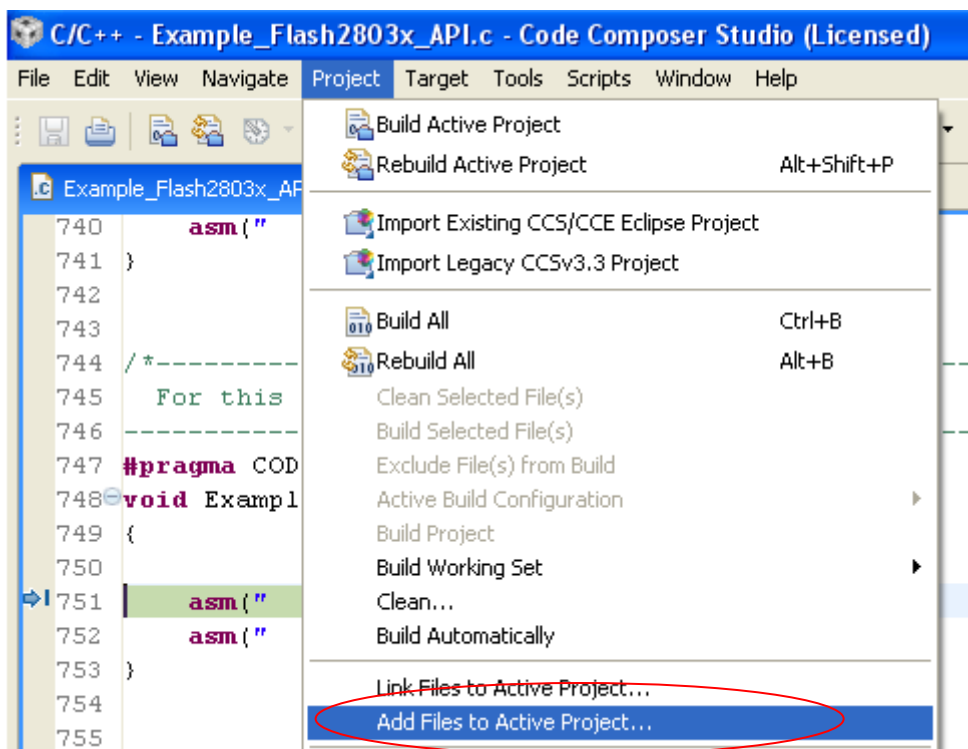 C/C++ - Example_Flash2803x_API.c - Code Composer Studio (Licensed)
File Edit View Navigate Project Target Tools Scripts Window Help
Build Active Project
Rebuild Active Project Alt+Shift+P
Example_Flash2803x_AP
740 asm("
Import Existing CCS/CCE Eclipse Project
741 }
Import Legacy CCSv3.3 Project
742
743
Build All Ctrl+B
744 /*---------
Rebuild All Alt+B
745 For this
Clean Selected File(s)
746 -----------
Build Selected File(s)
747 #pragma COD
Exclude File(s) from Build
748 void Exampl
Active Build Configuration
749 {
Build Project
750
Build Working Set
751 asm("
Clean...
752 asm("
Build Automatically
753 }
Link Files to Active Project...
754
Add Files to Active Project...
755